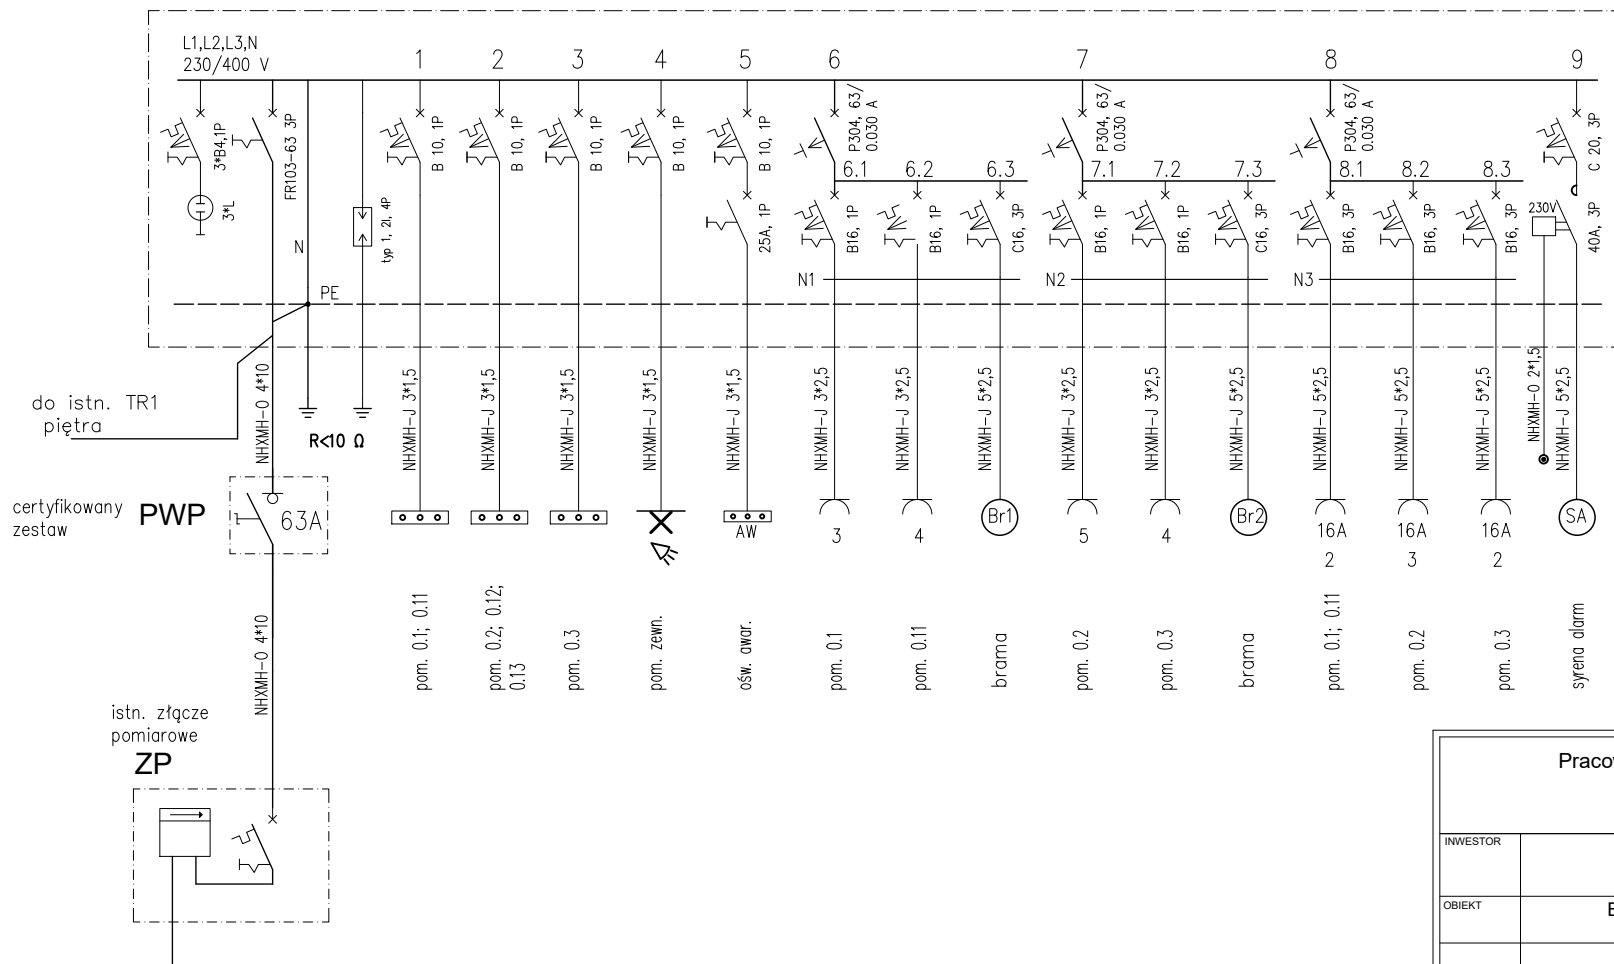 L1,L2,L3,N
230/400 V
1
2
3
4
5
6
7
8
9
3*B4,1P
3*L
FR103-63 3P
N
PE
typ 1, 2I, 4P
B 10, 1P
B 10, 1P
B 10, 1P
B 10, 1P
B 10, 1P
25A, 1P
P304, 63/
0.030 A
6.1
6.2
6.3
B16, 1P
B16, 1P
C16, 3P
N1
P304, 63/
0.030 A
7.1
7.2
7.3
B16, 1P
B16, 1P
C16, 3P
N2
P304, 63/
0.030 A
8.1
8.2
8.3
B16, 3P
B16, 3P
B16, 3P
N3
C 20, 3P
230V
40A, 3P
do istn. TR1
piętra
NHXMH-O 4*10
R<10 Ω
NHXMH-J 3*1,5
NHXMH-J 3*1,5
NHXMH-J 3*1,5
NHXMH-J 3*1,5
NHXMH-J 3*1,5
NHXMH-J 3*2,5
NHXMH-J 3*2,5
NHXMH-J 5*2,5
NHXMH-J 3*2,5
NHXMH-J 3*2,5
NHXMH-J 5*2,5
NHXMH-J 5*2,5
NHXMH-J 5*2,5
NHXMH-J 5*2,5
NHXMH-O 2*1,5
NHXMH-J 5*2,5
certyfikowany
zestaw
PWP
63A
AW
3
4
Br1
5
4
Br2
16A
2
16A
3
16A
2
SA
pom. 0.1; 0.11
pom. 0.2; 0.12;
0.13
pom. 0.3
pom. zewn.
ośw. awar.
pom. 0.1
pom. 0.11
brama
pom. 0.2
pom. 0.3
brama
pom. 0.1; 0.11
pom. 0.2
pom. 0.3
syrena alarm
NHXMH-O 4*10
istn. złącze
pomiarowe
ZP
INWESTOR
OBIEKT